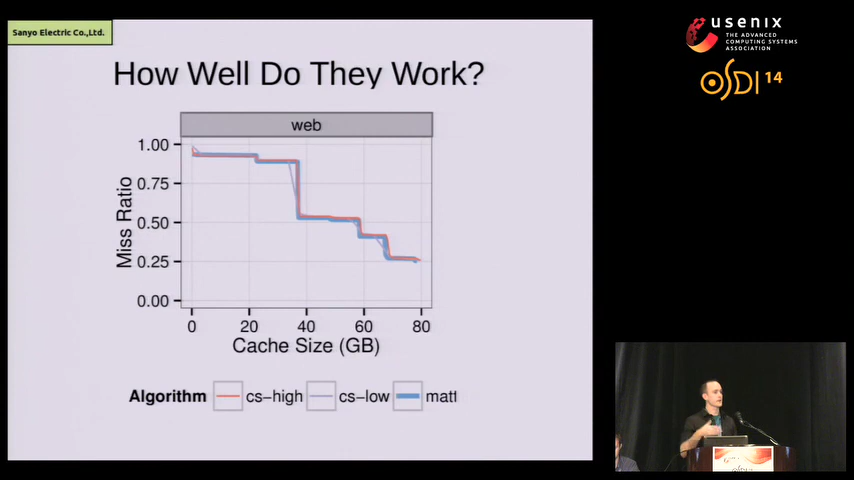 Sanyo Electric Co.,Ltd.
How Well Do They Work?
web
1.00
0.75
0.50
0.25
0.00
Miss Ratio
0 20 40 60 80
Cache Size (GB)
Algorithm cs-high cs-low matt
usenix
THE ADVANCED
COMPUTING SYSTEMS
ASSOCIATION
OSDI 14